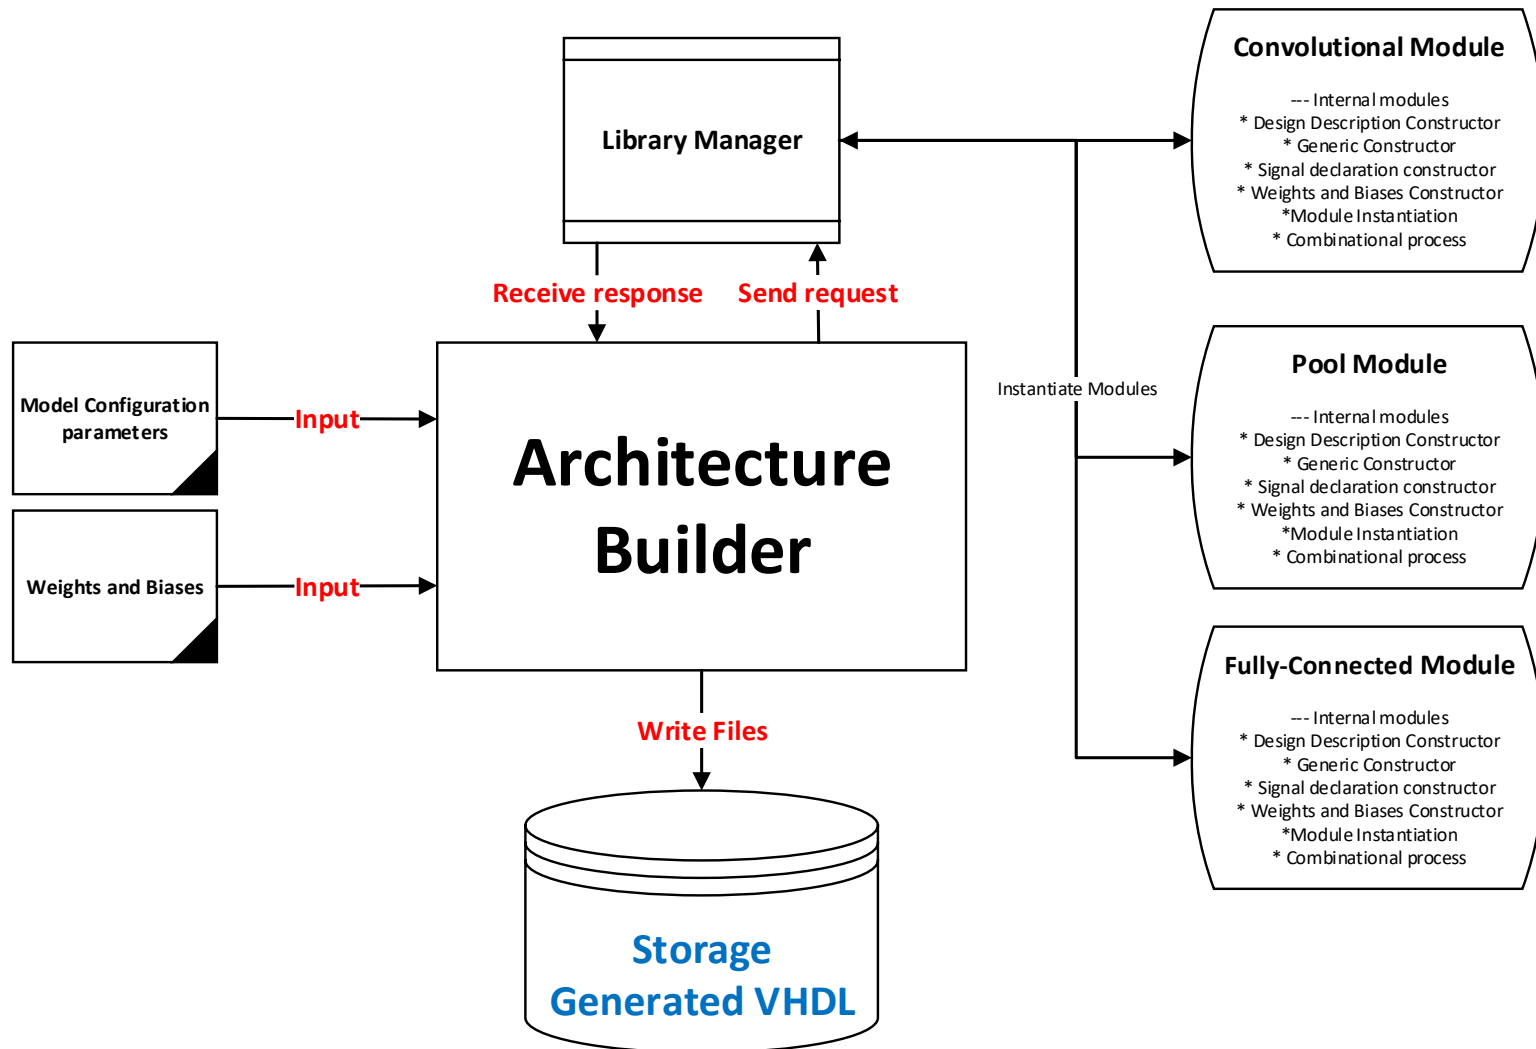 Library Manager
Receive response
Send request
Model Configuration
parameters
Input
Weights and Biases
Input
Architecture
Builder
Write Files
Storage
Generated VHDL
Instantiate Modules
Convolutional Module
--- Internal modules
* Design Description Constructor
* Generic Constructor
* Signal declaration constructor
* Weights and Biases Constructor
*Module Instantiation
* Combinational process
Pool Module
--- Internal modules
* Design Description Constructor
* Generic Constructor
* Signal declaration constructor
* Weights and Biases Constructor
*Module Instantiation
* Combinational process
Fully-Connected Module
--- Internal modules
* Design Description Constructor
* Generic Constructor
* Signal declaration constructor
* Weights and Biases Constructor
*Module Instantiation
* Combinational process